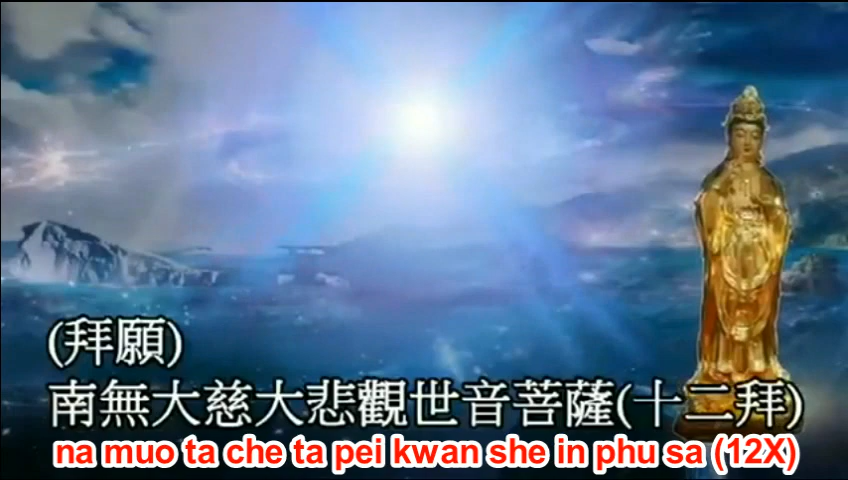 (拜願)
南無大慈大悲觀世音菩薩(十二拜)
na muo ta che ta pei kwan she in phu sa (12X)